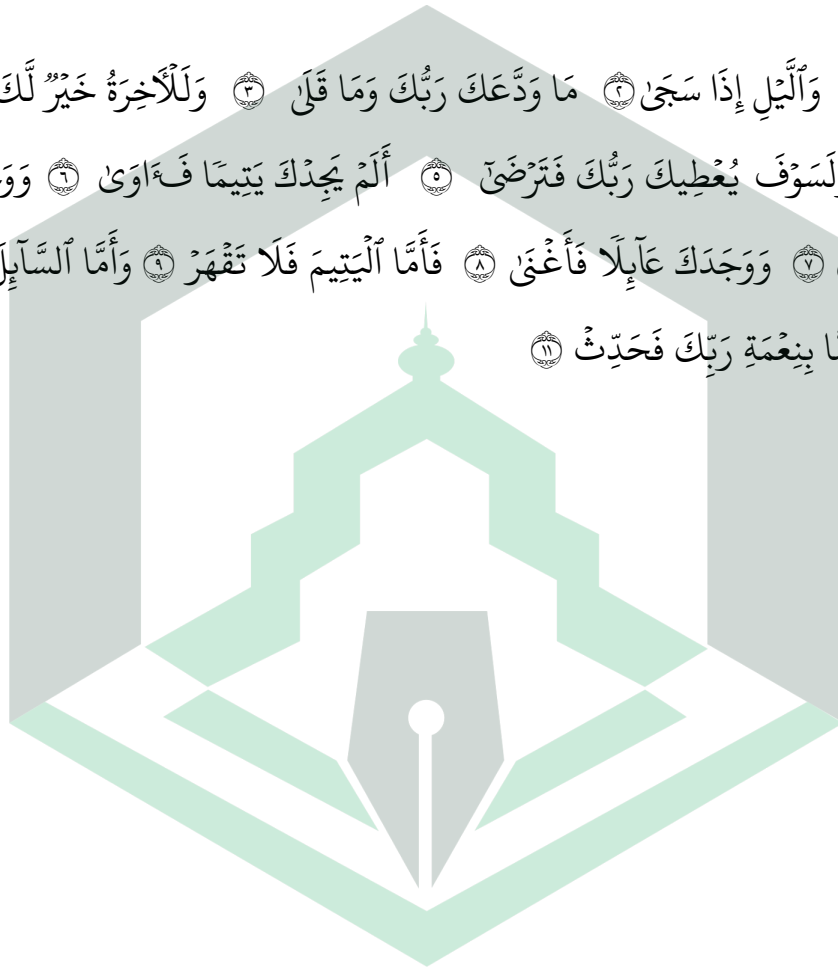 وَٱلَّيۡلِ إِذَا سَجَىٰ ٢ مَا وَدَّعَكَ رَبُّكَ وَمَا قَلَىٰ ٣ وَلَلۡأٓخِرَةُ خَيۡرٞ لَّكَ
وَلَسَوۡفَ يُعۡطِيكَ رَبُّكَ فَتَرۡضَىٰٓ ٥ أَلَمۡ يَجِدۡكَ يَتِيمٗا فَـَٔاوَىٰ ٦
٧ وَوَجَدَكَ عَآئِلٗا فَأَغۡنَىٰ ٨ فَأَمَّا ٱلۡيَتِيمَ فَلَا تَقۡهَرۡ ٩ وَأَمَّا ٱلسَّآئِلَ
بِنِعۡمَةِ رَبِّكَ فَحَدِّثۡ ١١